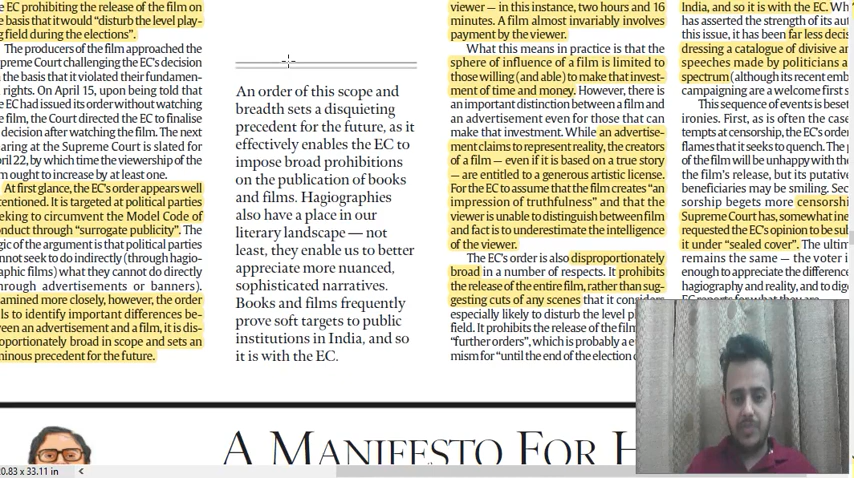 EC prohibiting the release of the film on
e basis that it would “disturb the level play-
g field during the elections”.
The producers of the film approached the
preme Court challenging the EC’s decision
the basis that it violated their fundamen-
rights. On April 15, upon being told that
e EC had issued its order without watching
e film, the Court directed the EC to finalise
decision after watching the film. The next
aring at the Supreme Court is slated for
pril 22, by which time the viewership of the
m ought to increase by at least one.
At first glance, the EC’s order appears well
tentioned. It is targeted at political parties
eking to circumvent the Model Code of
nduct through “surrogate publicity”. The
gic of the argument is that political parties
nnot seek to do indirectly (through hagio-
aphic films) what they cannot do directly
hrough advertisements or banners).
amined more closely, however, the order
ls to identify important differences be-
een an advertisement and a film, it is dis-
oportionately broad in scope and sets an
minous precedent for the future.
An order of this scope and
breadth sets a disquieting
precedent for the future, as it
effectively enables the EC to
impose broad prohibitions
on the publication of books
and films. Hagiographies
also have a place in our
literary landscape — not
least, they enable us to better
appreciate more nuanced,
sophisticated narratives.
Books and films frequently
prove soft targets to public
institutions in India, and so
it is with the EC.
viewer — in this instance, two hours and 16
minutes. A film almost invariably involves
payment by the viewer.
What this means in practice is that the
sphere of influence of a film is limited to
those willing (and able) to make that invest-
ment of time and money. However, there is
an important distinction between a film and
an advertisement even for those that can
make that investment. While an advertise-
ment claims to represent reality, the creators
of a film — even if it is based on a true story
— are entitled to a generous artistic license.
For the EC to assume that the film creates “an
impression of truthfulness” and that the
viewer is unable to distinguish between film
and fact is to underestimate the intelligence
of the viewer.
The EC’s order is also disproportionately
broad in a number of respects. It prohibits
the release of the entire film, rather than sug-
gesting cuts of any scenes that it considers
especially likely to disturb the level pl
field. It prohibits the release of the film
“further orders”, which is probably a e
mism for “until the end of the election
India, and so it is with the EC. Wh
has asserted the strength of its aut
this issue, it has been far less decis
dressing a catalogue of divisive an
speeches made by politicians a
spectrum (although its recent emb
campaigning are a welcome first s
This sequence of events is beset
ironies. First, as is often the case
tempts at censorship, the EC’s order
flames that it seeks to quench. The p
of the film will be unhappy with the
the film’s release, but its putative
beneficiaries may be smiling. Sec
sorship begets more censorshi
Supreme Court has, somewhat ine
requested the EC’s opinion to be sub
it under “sealed cover”. The ultim
remains the same — the voter is
enough to appreciate the difference
hagiography and reality, and to dig
A MANIFESTO FOR H
0.83 x 33.11 in